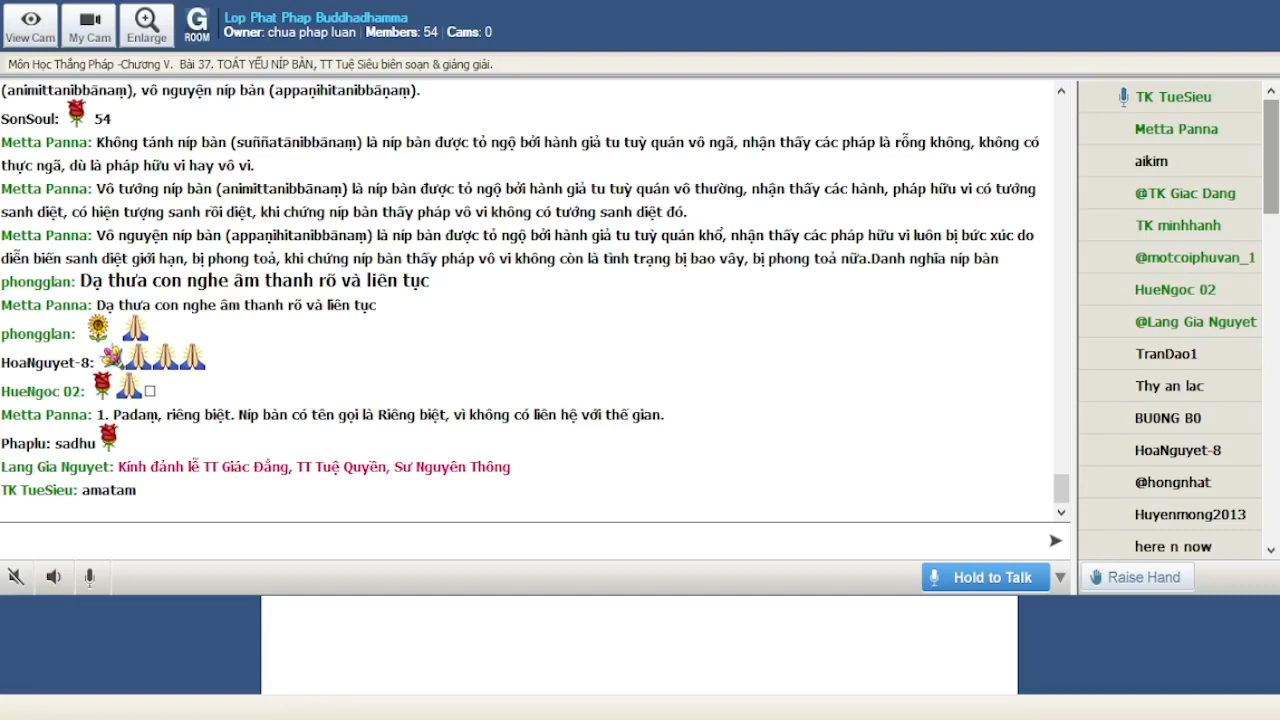 View Cam
My Cam
Enlarge
G
ROOM
Lop Phat Phap Buddhadhamma
Owner: chua phap luan | Members: 54 | Cams: 0
Môn Học Thắng Pháp -Chương V.  Bài 37. TOÁT YẾU NÍP BÀN, TT Tuệ Siêu biên soạn & giảng giải.
(animittanibbānaṃ), vô nguyện níp bàn (appaṇihitanibbāṇaṃ).
SonSoul: 54
Metta Panna: Không tánh níp bàn (suññatānibbānaṃ) là níp bàn được tỏ ngộ bởi hành giả tu tuỳ quán vô ngã, nhận thấy các pháp là rỗng không, không có
thực ngã, dù là pháp hữu vi hay vô vi.
Metta Panna: Vô tướng níp bàn (animittanibbānaṃ) là níp bàn được tỏ ngộ bởi hành giả tu tuỳ quán vô thường, nhận thấy các hành, pháp hữu vi có tướng
sanh diệt, có hiện tượng sanh rồi diệt, khi chứng níp bàn thấy pháp vô vi không có tướng sanh diệt đó.
Metta Panna: Vô nguyện níp bàn (appaṇihitanibbānaṃ) là níp bàn được tỏ ngộ bởi hành giả tu tuỳ quán khổ, nhận thấy các pháp hữu vi luôn bị bức xúc do
diễn biến sanh diệt giới hạn, bị phong toả, khi chứng níp bàn thấy pháp vô vi không còn là tình trạng bị bao vây, bị phong toả nữa.Danh nghĩa níp bàn
phongglan: Dạ thưa con nghe âm thanh rõ và liên tục
Metta Panna: Dạ thưa con nghe âm thanh rõ và liên tục
phongglan:
HoaNguyet-8:
HueNgoc 02:
Metta Panna: 1. Padaṃ, riêng biệt. Níp bàn có tên gọi là Riêng biệt, vì không có liên hệ với thế gian.
Phaplu: sadhu
Lang Gia Nguyet: Kính đảnh lễ TT Giác Đẳng, TT Tuệ Quyền, Sư Nguyên Thông
TK TueSieu: amatam
Hold to Talk
TK TueSieu
Metta Panna
aikim
@TK Giac Dang
TK minhhanh
@motcoiphuvan_1
HueNgoc 02
@Lang Gia Nguyet
TranDao1
Thy an lac
BU0NG B0
HoaNguyet-8
@hongnhat
Huyenmong2013
here n now
Raise Hand